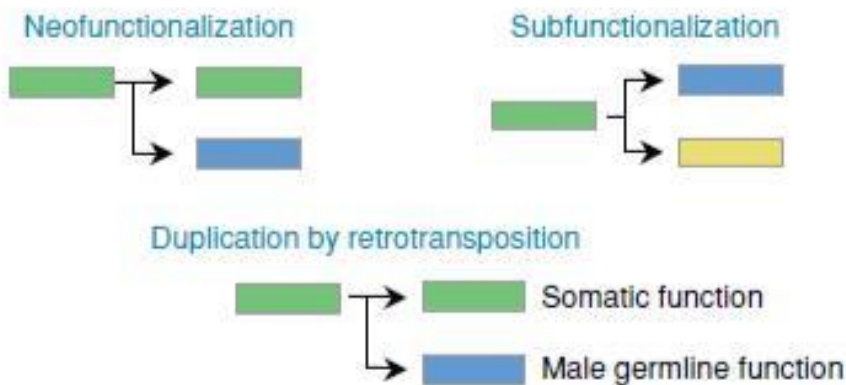 Neofunctionalization
Subfunctionalization
Duplication by retrotransposition
Somatic function
Male germline function